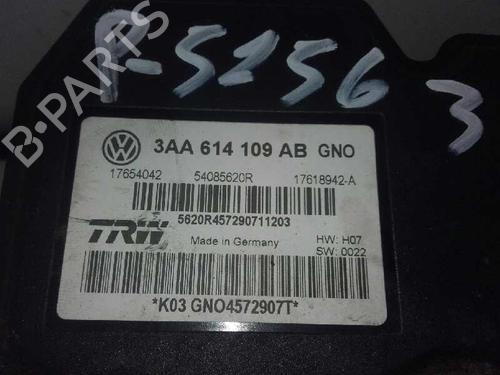 R-5256
3
3AA 614 109 AB GNO
17654042 54085620R 17618942-A
5620R457290711203
TRW Made in Germany HW: H07
SW: 0022
*K03 GNO4572907T*
B-PARTS